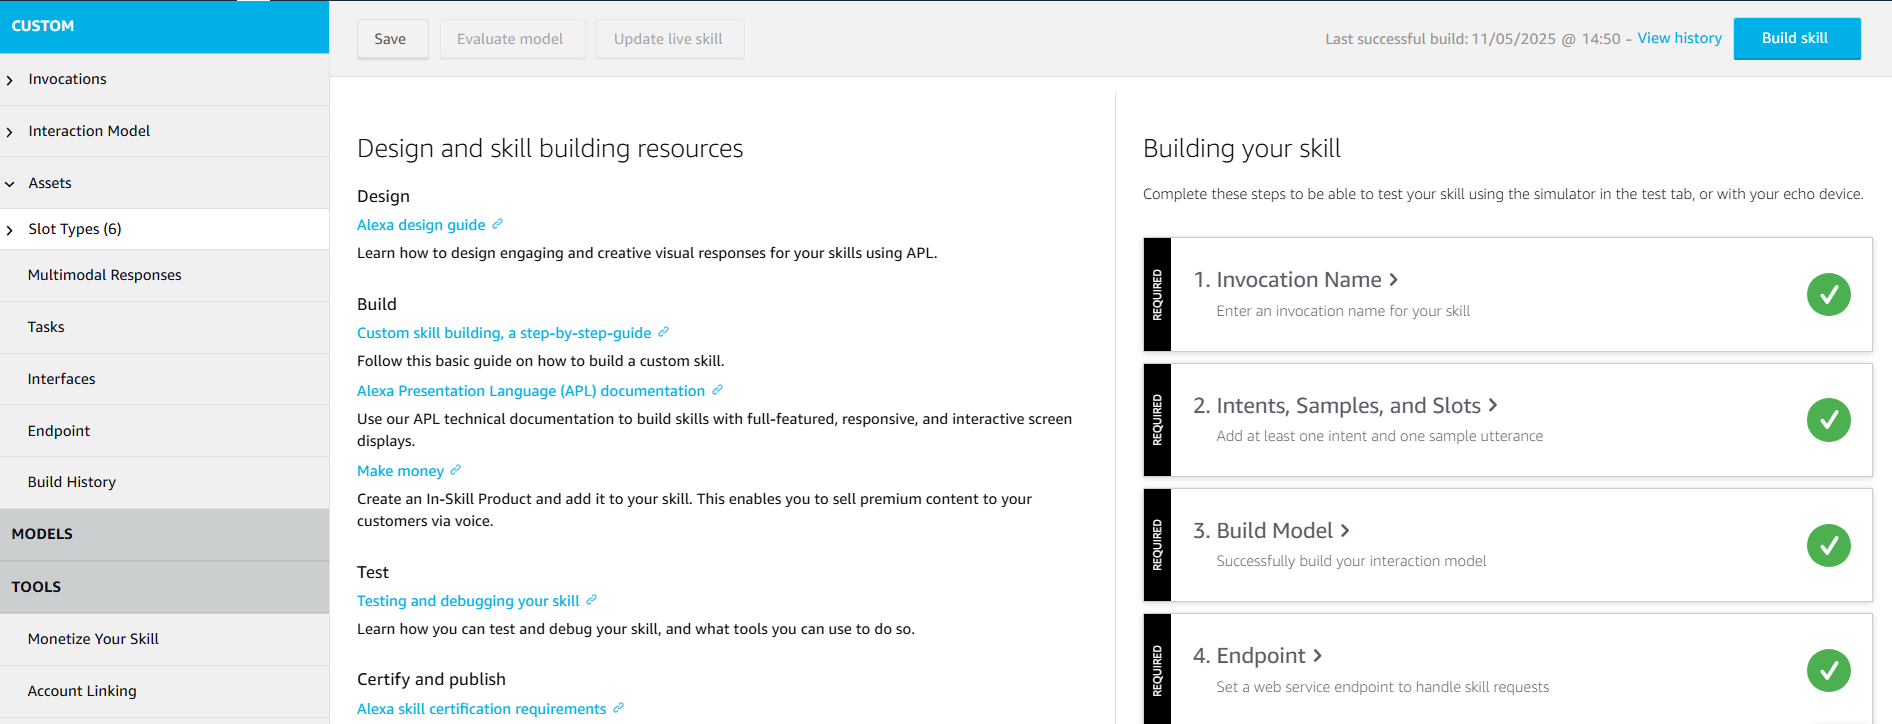 CUSTOM
Invocations
Interaction Model
Assets
Slot Types (6)
Multimodal Responses
Tasks
Interfaces
Endpoint
Build History
MODELS
TOOLS
Monetize Your Skill
Account Linking
Save
Evaluate model
Update live skill
Last successful build: 11/05/2025 @ 14:50 - View history
Build skill
Design and skill building resources
Design
Alexa design guide
Learn how to design engaging and creative visual responses for your skills using APL.
Build
Custom skill building, a step-by-step-guide
Follow this basic guide on how to build a custom skill.
Alexa Presentation Language (APL) documentation
Use our APL technical documentation to build skills with full-featured, responsive, and interactive screen
displays.
Make money
Create an In-Skill Product and add it to your skill. This enables you to sell premium content to your
customers via voice.
Test
Testing and debugging your skill
Learn how you can test and debug your skill, and what tools you can use to do so.
Certify and publish
Alexa skill certification requirements
Building your skill
Complete these steps to be able to test your skill using the simulator in the test tab, or with your echo device.
REQUIRED
1. Invocation Name
Enter an invocation name for your skill
REQUIRED
2. Intents, Samples, and Slots
Add at least one intent and one sample utterance
REQUIRED
3. Build Model
Successfully build your interaction model
REQUIRED
4. Endpoint
Set a web service endpoint to handle skill requests